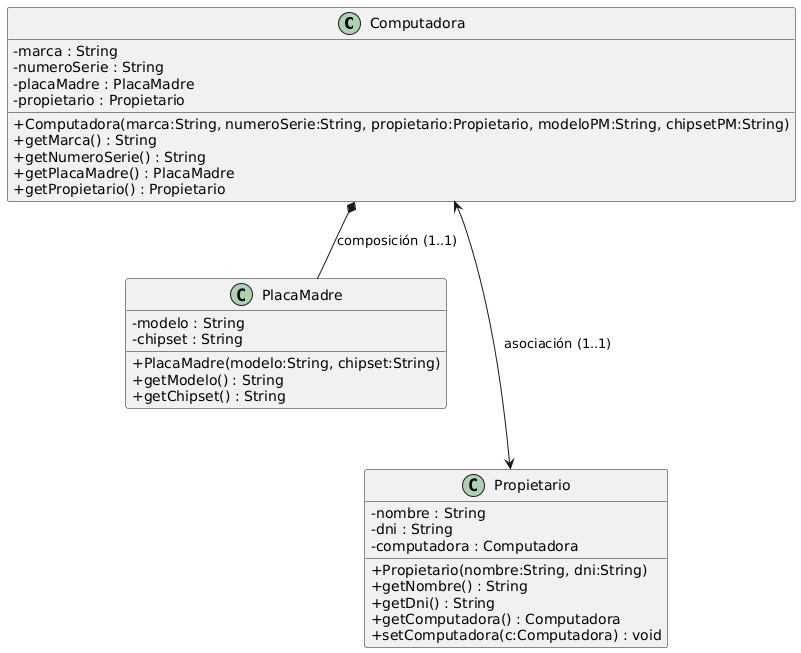 C Computadora
-marca : String
-numeroSerie : String
-placaMadre : PlacaMadre
-propietario : Propietario
+Computadora(marca:String, numeroSerie:String, propietario:Propietario, modeloPM:String, chipsetPM:String)
+getMarca() : String
+getNumeroSerie() : String
+getPlacaMadre() : PlacaMadre
+getPropietario() : Propietario
composición (1..1)
C PlacaMadre
-modelo : String
-chipset : String
+PlacaMadre(modelo:String, chipset:String)
+getModelo() : String
+getChipset() : String
asociación (1..1)
C Propietario
-nombre : String
-dni : String
-computadora : Computadora
+Propietario(nombre:String, dni:String)
+getNombre() : String
+getDni() : String
+getComputadora() : Computadora
+setComputadora(c:Computadora) : void